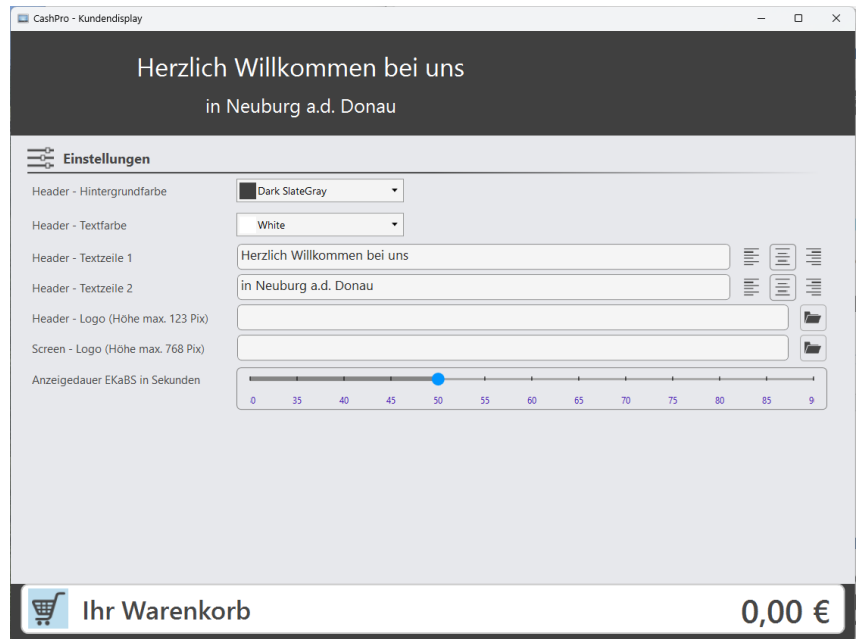 CashPro - Kundendisplay
Herzlich Willkommen bei uns
in Neuburg a.d. Donau
Einstellungen
Header - Hintergrundfarbe
Dark SlateGray
Header - Textfarbe
White
Header - Textzeile 1
Herzlich Willkommen bei uns
Header - Textzeile 2
in Neuburg a.d. Donau
Header - Logo (Höhe max. 123 Pix)
Screen - Logo (Höhe max. 768 Pix)
Anzeigedauer EKaBS in Sekunden
0 35 40 45 50 55 60 65 70 75 80 85 9
Ihr Warenkorb
0,00 €